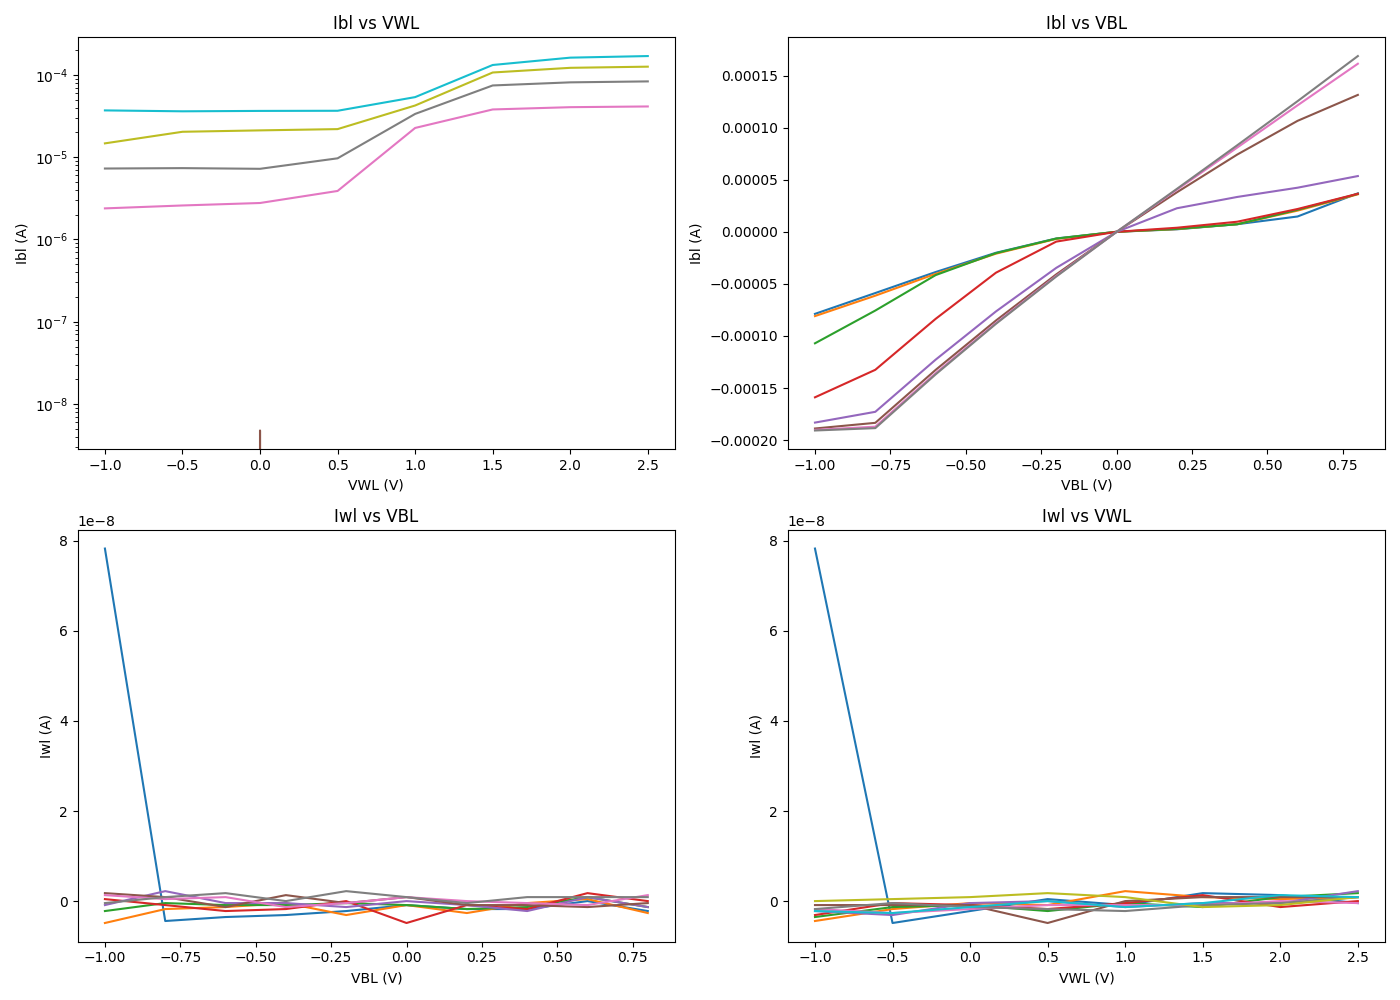 Ibl vs VWL
Ibl (A)
10⁻⁴
10⁻⁵
10⁻⁶
10⁻⁷
10⁻⁸
−1.0 −0.5 0.0 0.5 1.0 1.5 2.0 2.5
VWL (V)
Ibl vs VBL
Ibl (A)
0.00015
0.00010
0.00005
0.00000
−0.00005
−0.00010
−0.00015
−0.00020
−1.00 −0.75 −0.50 −0.25 0.00 0.25 0.50 0.75
VBL (V)
Iwl vs VBL
1e−8
Iwl (A)
8
6
4
2
0
−1.00 −0.75 −0.50 −0.25 0.00 0.25 0.50 0.75
VBL (V)
Iwl vs VWL
1e−8
Iwl (A)
8
6
4
2
0
−1.0 −0.5 0.0 0.5 1.0 1.5 2.0 2.5
VWL (V)